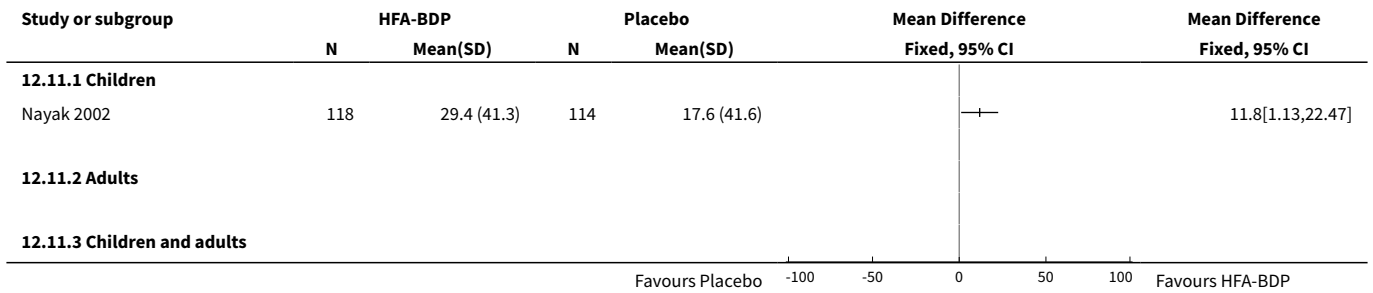 Study or subgroup HFA-BDP Placebo Mean Difference Mean Difference
N Mean(SD) N Mean(SD) Fixed, 95% CI Fixed, 95% CI
12.11.1 Children
Nayak 2002 118 29.4 (41.3) 114 17.6 (41.6) 11.8[1.13,22.47]
12.11.2 Adults
12.11.3 Children and adults
Favours Placebo -100 -50 0 50 100 Favours HFA-BDP